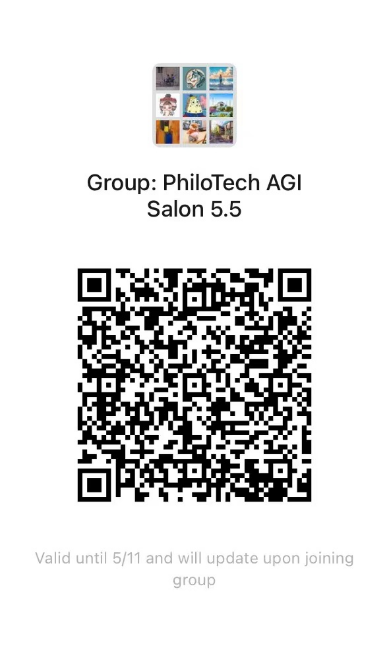 Group: PhiloTech AGI
Salon 5.5
Valid until 5/11 and will update upon joining
group